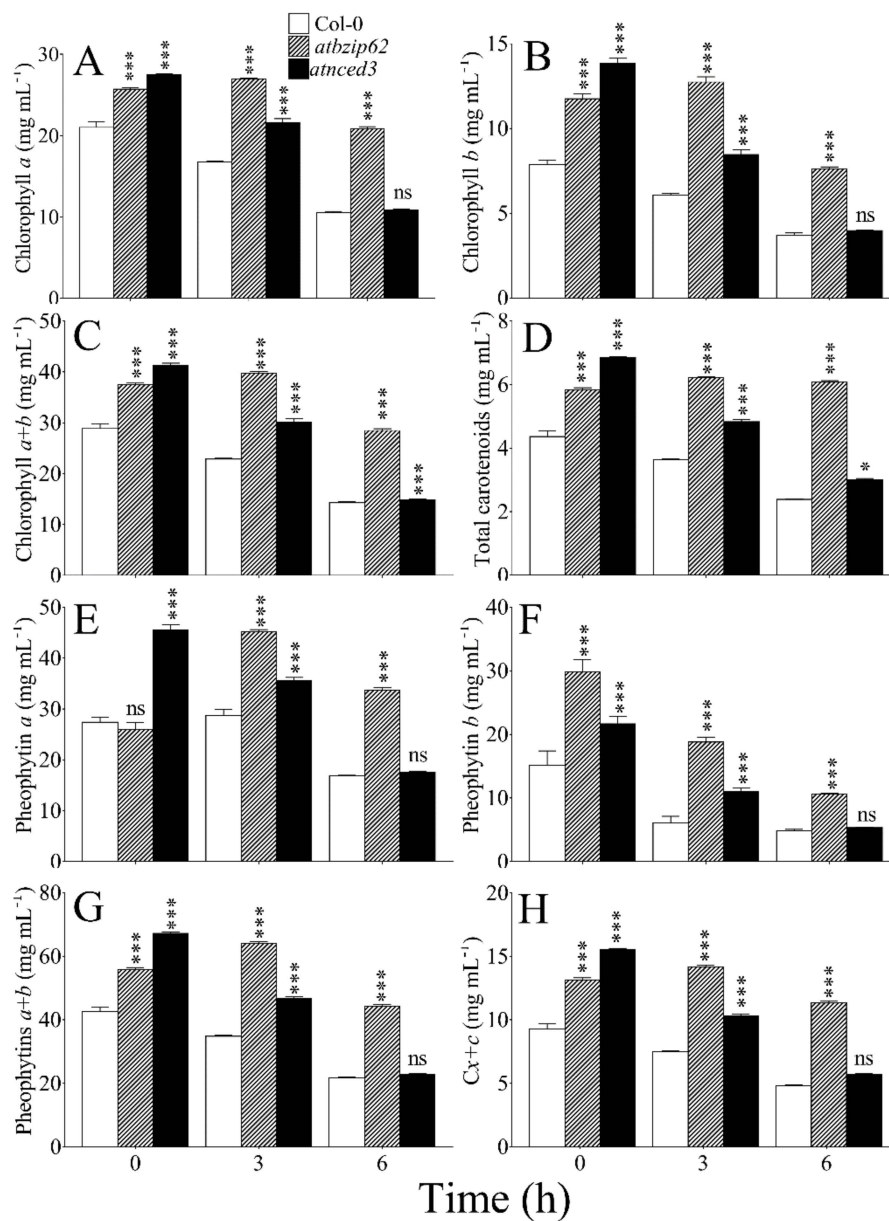 Col-0
atbzip62
atnced3
A
Chlorophyll a (mg mL⁻¹)
30
20
10
0
***
***
***
***
***
ns
B
Chlorophyll b (mg mL⁻¹)
15
10
5
0
***
***
***
***
***
ns
C
Chlorophyll a+b (mg mL⁻¹)
50
40
30
20
10
0
***
***
***
***
***
***
D
Total carotenoids (mg mL⁻¹)
8
6
4
2
0
***
***
***
***
***
*
E
Pheophytin a (mg mL⁻¹)
50
40
30
20
10
0
ns
***
***
***
***
ns
F
Pheophytin b (mg mL⁻¹)
40
30
20
10
0
***
***
***
***
***
ns
G
Pheophytins a+b (mg mL⁻¹)
80
60
40
20
0
***
***
***
***
***
ns
0 3 6
H
Cx+c (mg mL⁻¹)
20
15
10
5
0
***
***
***
***
***
ns
0 3 6
Time (h)